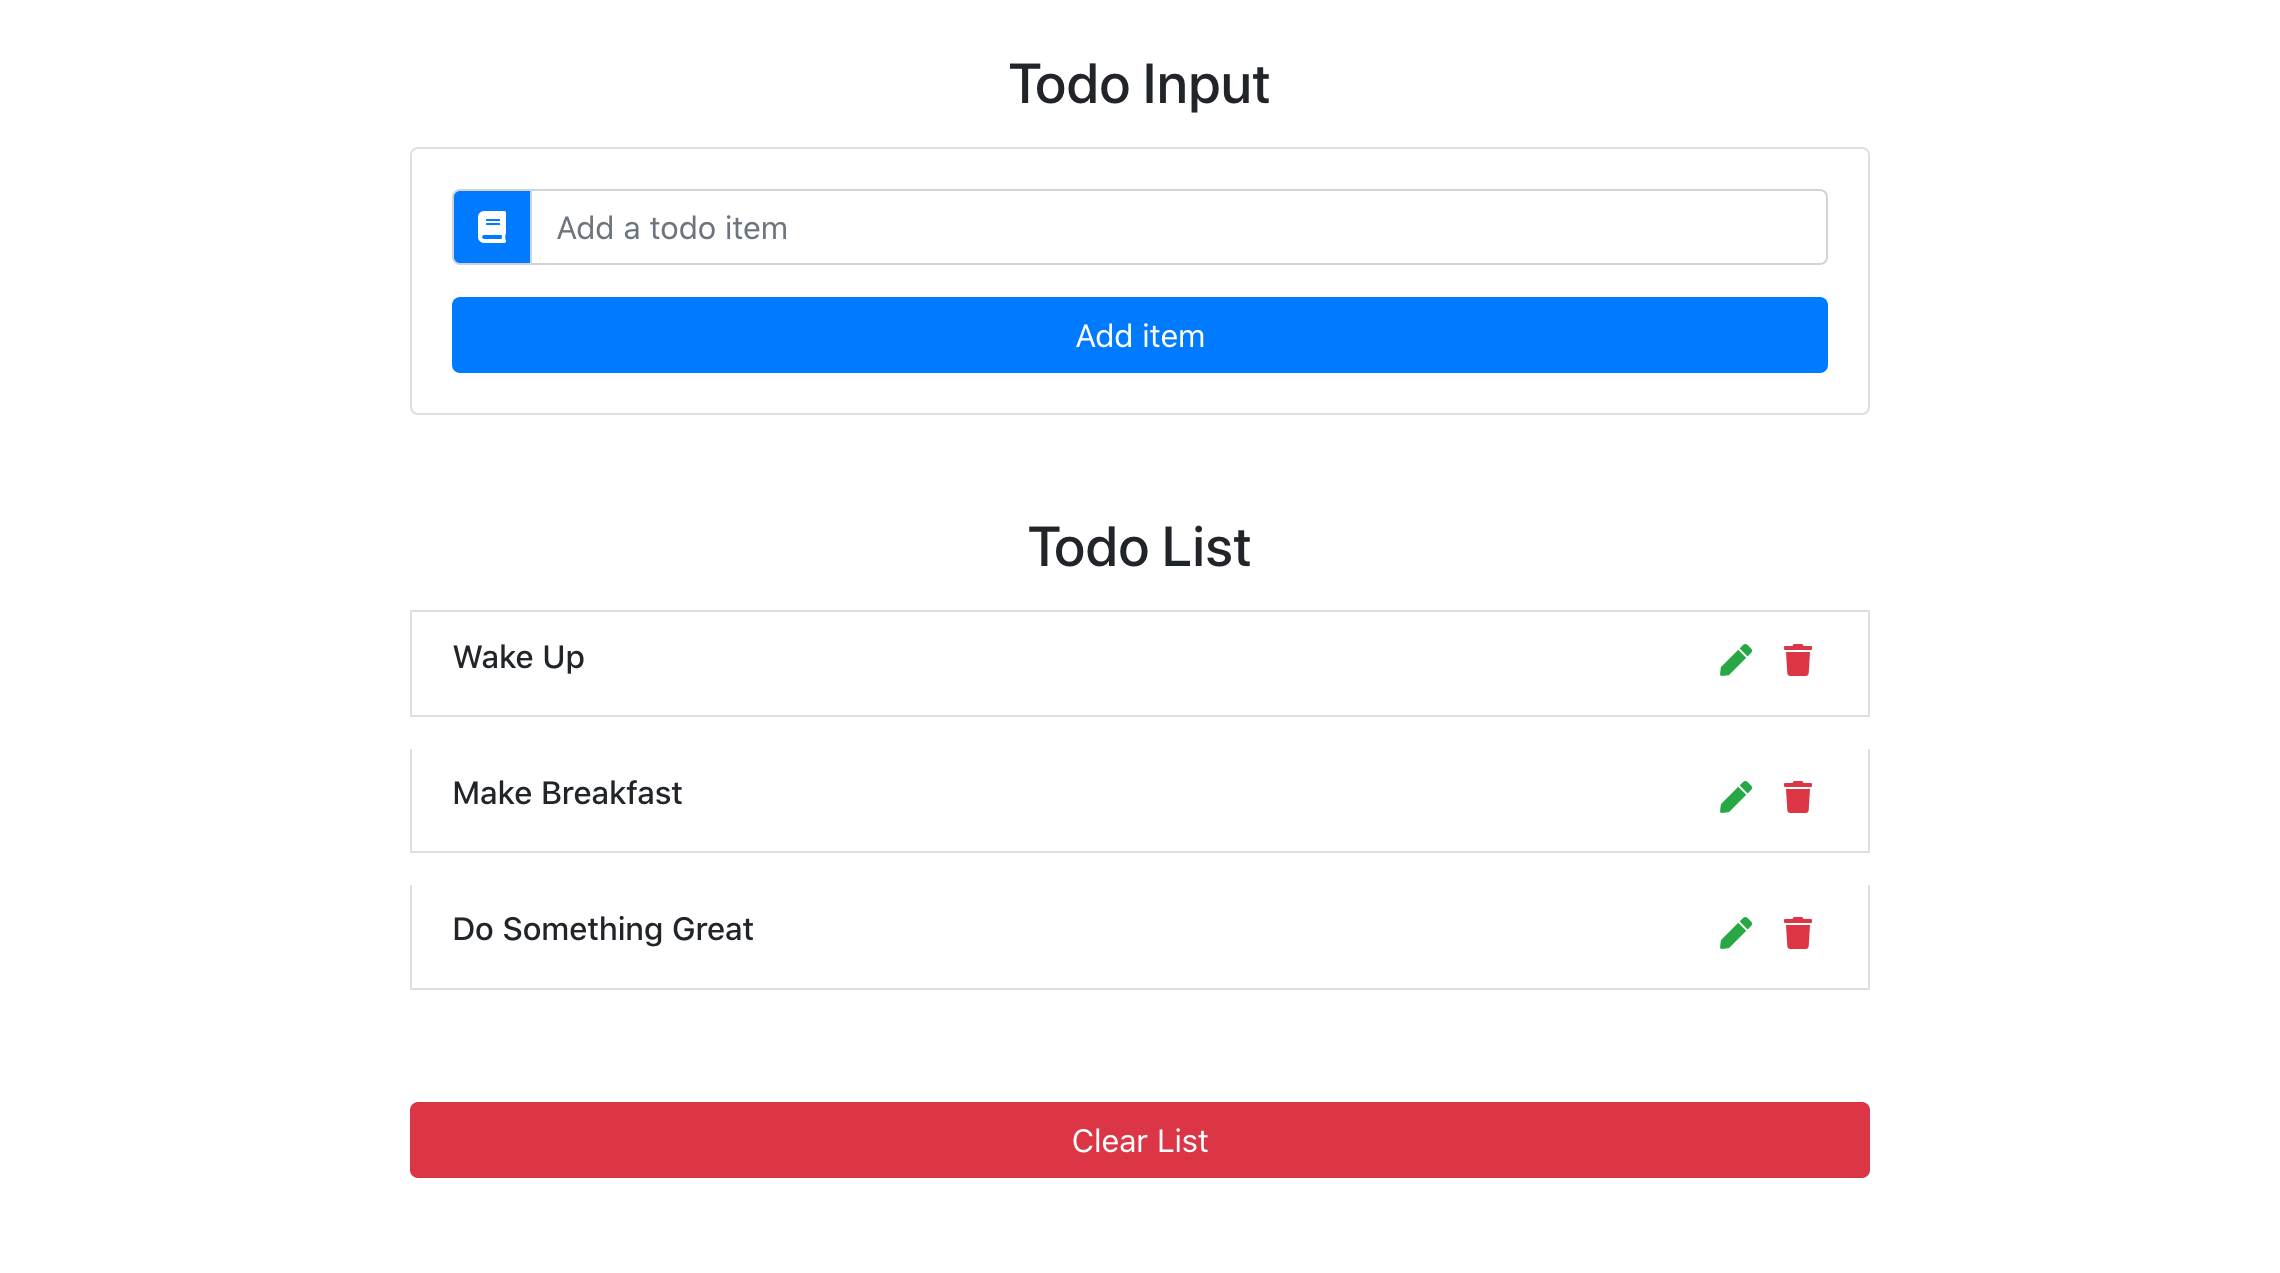 Todo Input
Add a todo item
Add item
Todo List
Wake Up
Make Breakfast
Do Something Great
Clear List